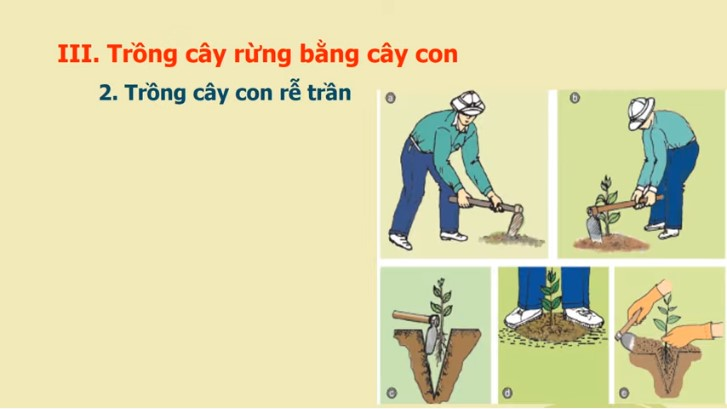 III. Trồng cây rừng bằng cây con
2. Trồng cây con rễ trần
a
b
c
d
e